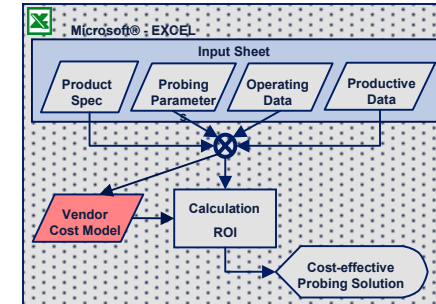 Microsoft® - EXCEL
Input Sheet
Product
Spec
Probing
Parameter
s
Operating
Data
Productive
Data
Vendor
Cost Model
Calculation
ROI
Cost-effective
Probing Solution